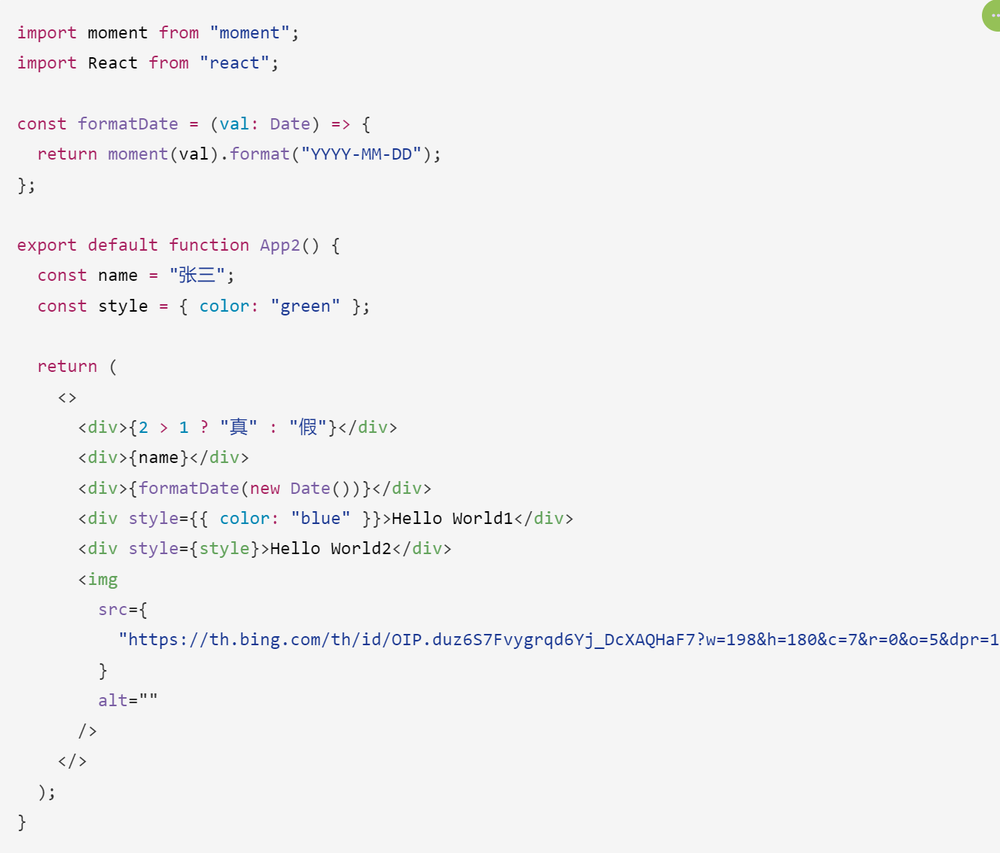 import moment from "moment";
import React from "react";
const formatDate = (val: Date) => {
return moment(val).format("YYYY-MM-DD");
};
export default function App2() {
const name = "张三";
const style = { color: "green" };
return (
<>
<div>{2 > 1 ? "真" : "假"}</div>
<div>{name}</div>
<div>{formatDate(new Date())}</div>
<div style={{ color: "blue" }}>Hello World1</div>
<div style={style}>Hello World2</div>
<img
src={
"https://th.bing.com/th/id/OIP.duz6S7Fvygrqd6Yj_DcXAQHaF7?w=198&h=180&c=7&r=0&o=5&dpr=1
}
alt=""
/>
</>
);
}